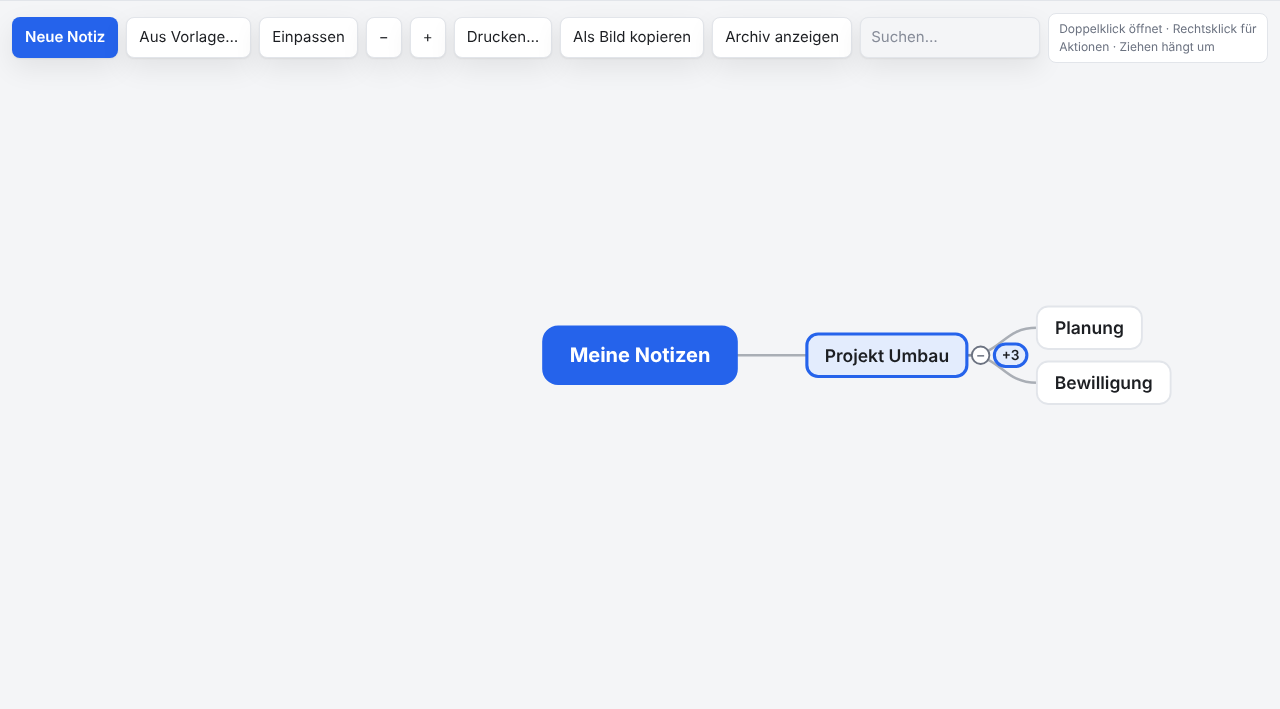 Neue Notiz
Aus Vorlage...
Einpassen
−
+
Drucken...
Als Bild kopieren
Archiv anzeigen
Suchen...
Doppelklick öffnet · Rechtsklick für
Aktionen · Ziehen hängt um
Meine Notizen
Projekt Umbau
−
+3
Planung
Bewilligung